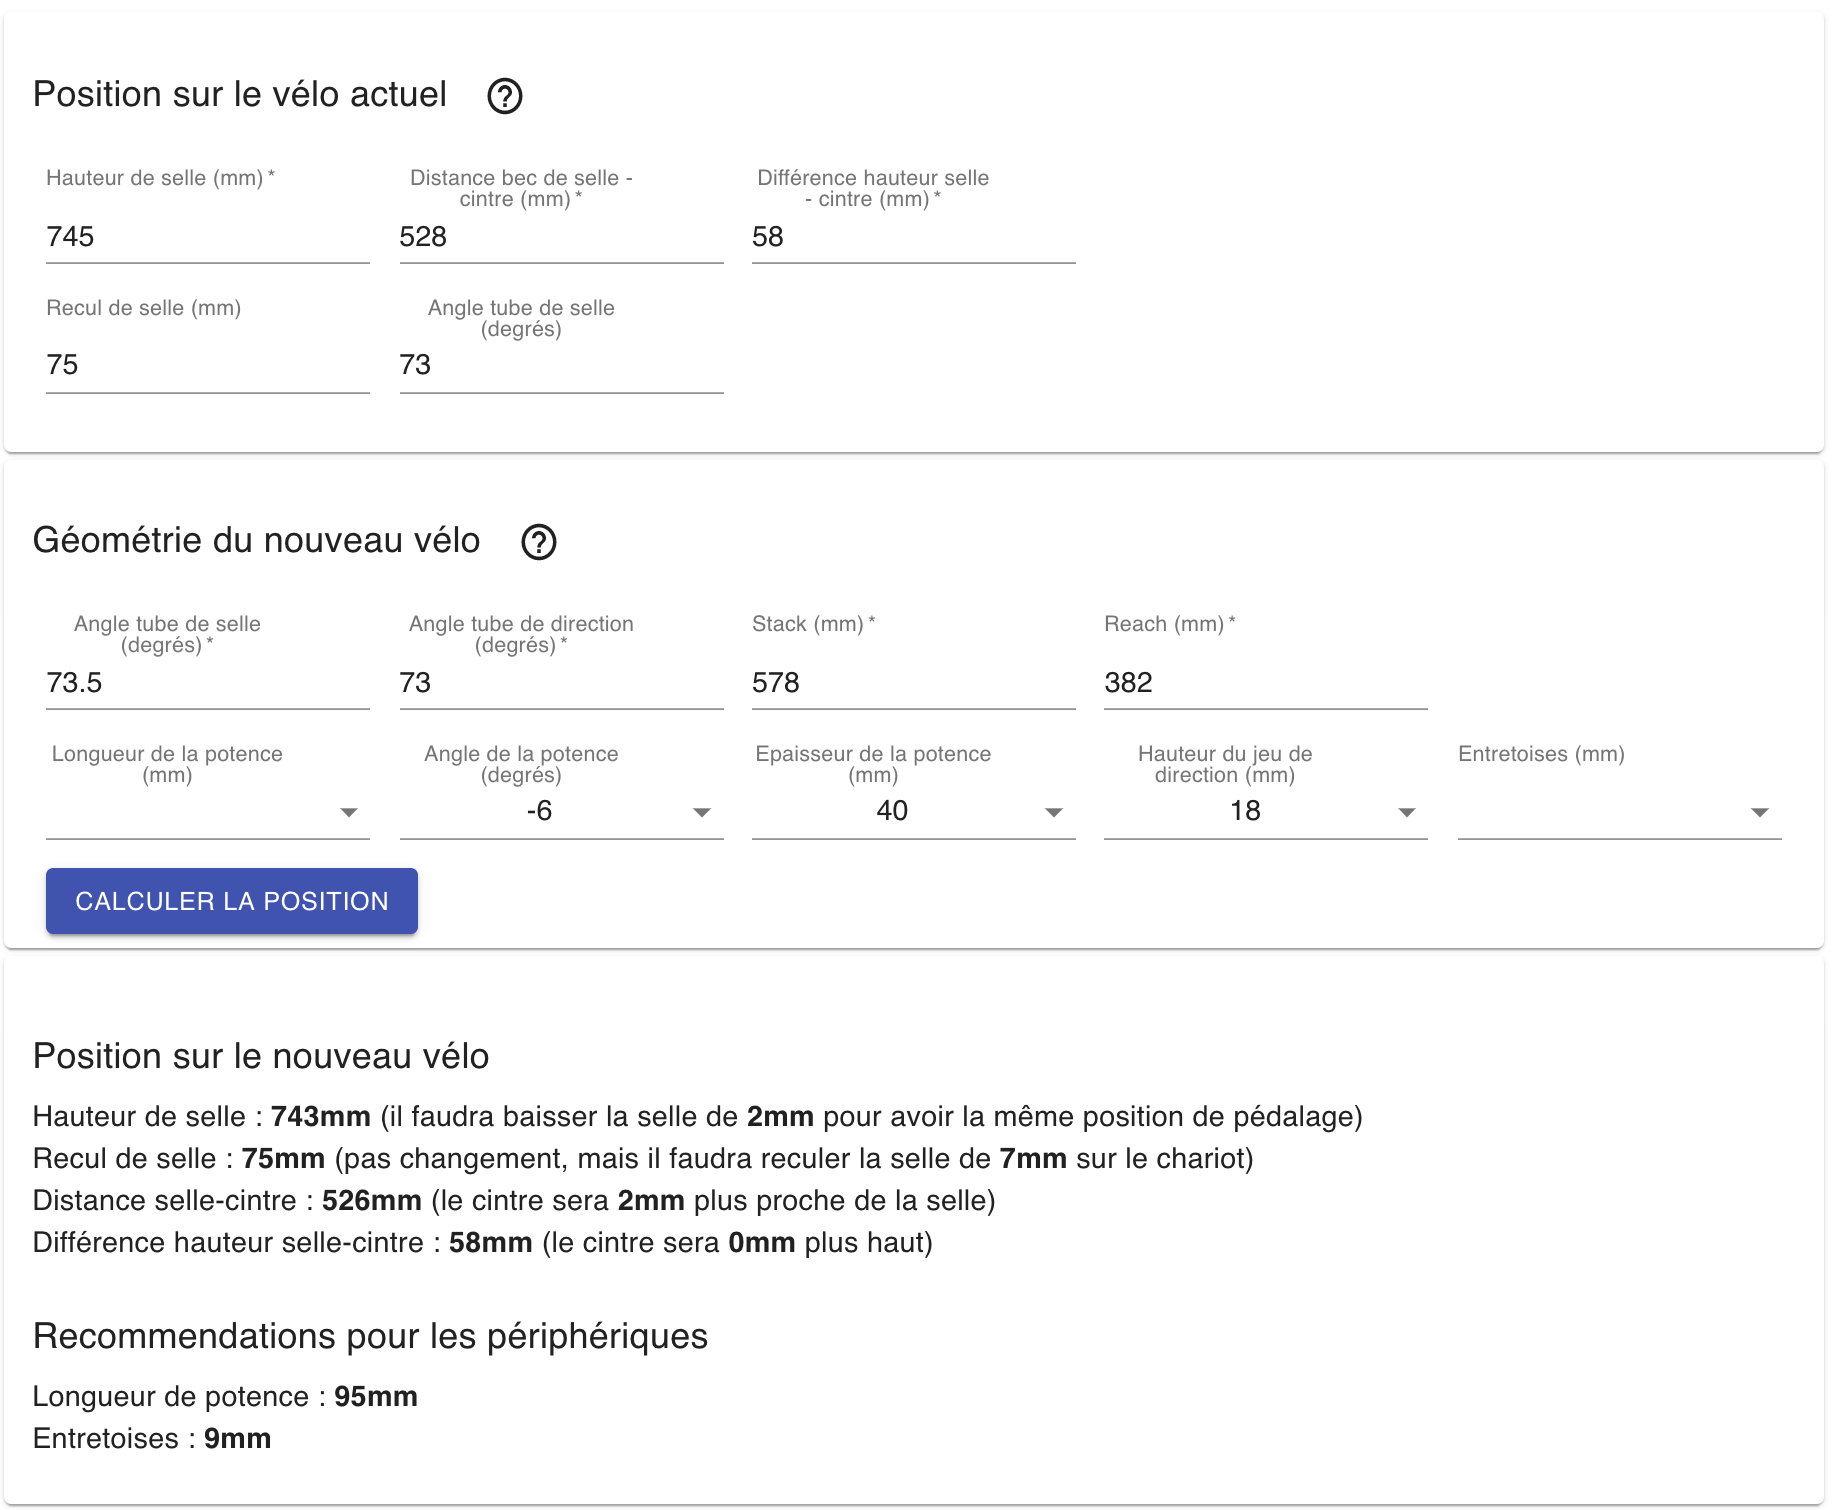 Position sur le vélo actuel ?
Hauteur de selle (mm) *
Distance bec de selle -
cintre (mm) *
Différence hauteur selle
- cintre (mm) *
745
528
58
Recul de selle (mm)
Angle tube de selle
(degrés)
75
73
Géométrie du nouveau vélo ?
Angle tube de selle
(degrés) *
Angle tube de direction
(degrés) *
Stack (mm) *
Reach (mm) *
73.5
73
578
382
Longueur de la potence
(mm)
Angle de la potence
(degrés)
Epaisseur de la potence
(mm)
Hauteur du jeu de
direction (mm)
Entretoises (mm)
-6
40
18
CALCULER LA POSITION
Position sur le nouveau vélo
Hauteur de selle : 743mm (il faudra baisser la selle de 2mm pour avoir la même position de pédalage)
Recul de selle : 75mm (pas changement, mais il faudra reculer la selle de 7mm sur le chariot)
Distance selle-cintre : 526mm (le cintre sera 2mm plus proche de la selle)
Différence hauteur selle-cintre : 58mm (le cintre sera 0mm plus haut)
Recommendations pour les périphériques
Longueur de potence : 95mm
Entretoises : 9mm